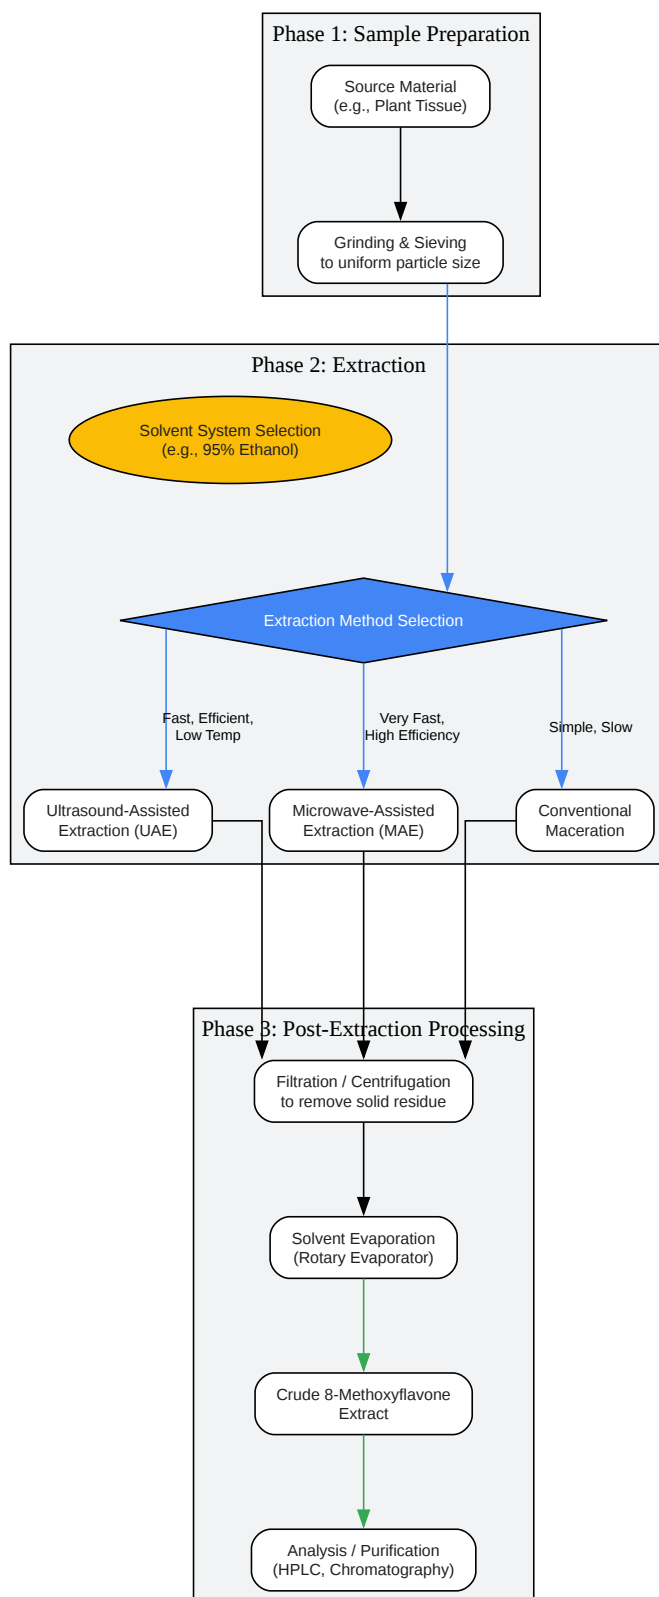 Phase 1: Sample Preparation
Source Material
(e.g., Plant Tissue)
Grinding & Sieving
to uniform particle size
Phase 2: Extraction
Solvent System Selection
(e.g., 95% Ethanol)
Extraction Method Selection
Fast, Efficient,
Low Temp
Very Fast,
High Efficiency
Simple, Slow
Ultrasound-Assisted
Extraction (UAE)
Microwave-Assisted
Extraction (MAE)
Conventional
Maceration
Phase 3: Post-Extraction Processing
Filtration / Centrifugation
to remove solid residue
Solvent Evaporation
(Rotary Evaporator)
Crude 8-Methoxyflavone
Extract
Analysis / Purification
(HPLC, Chromatography)